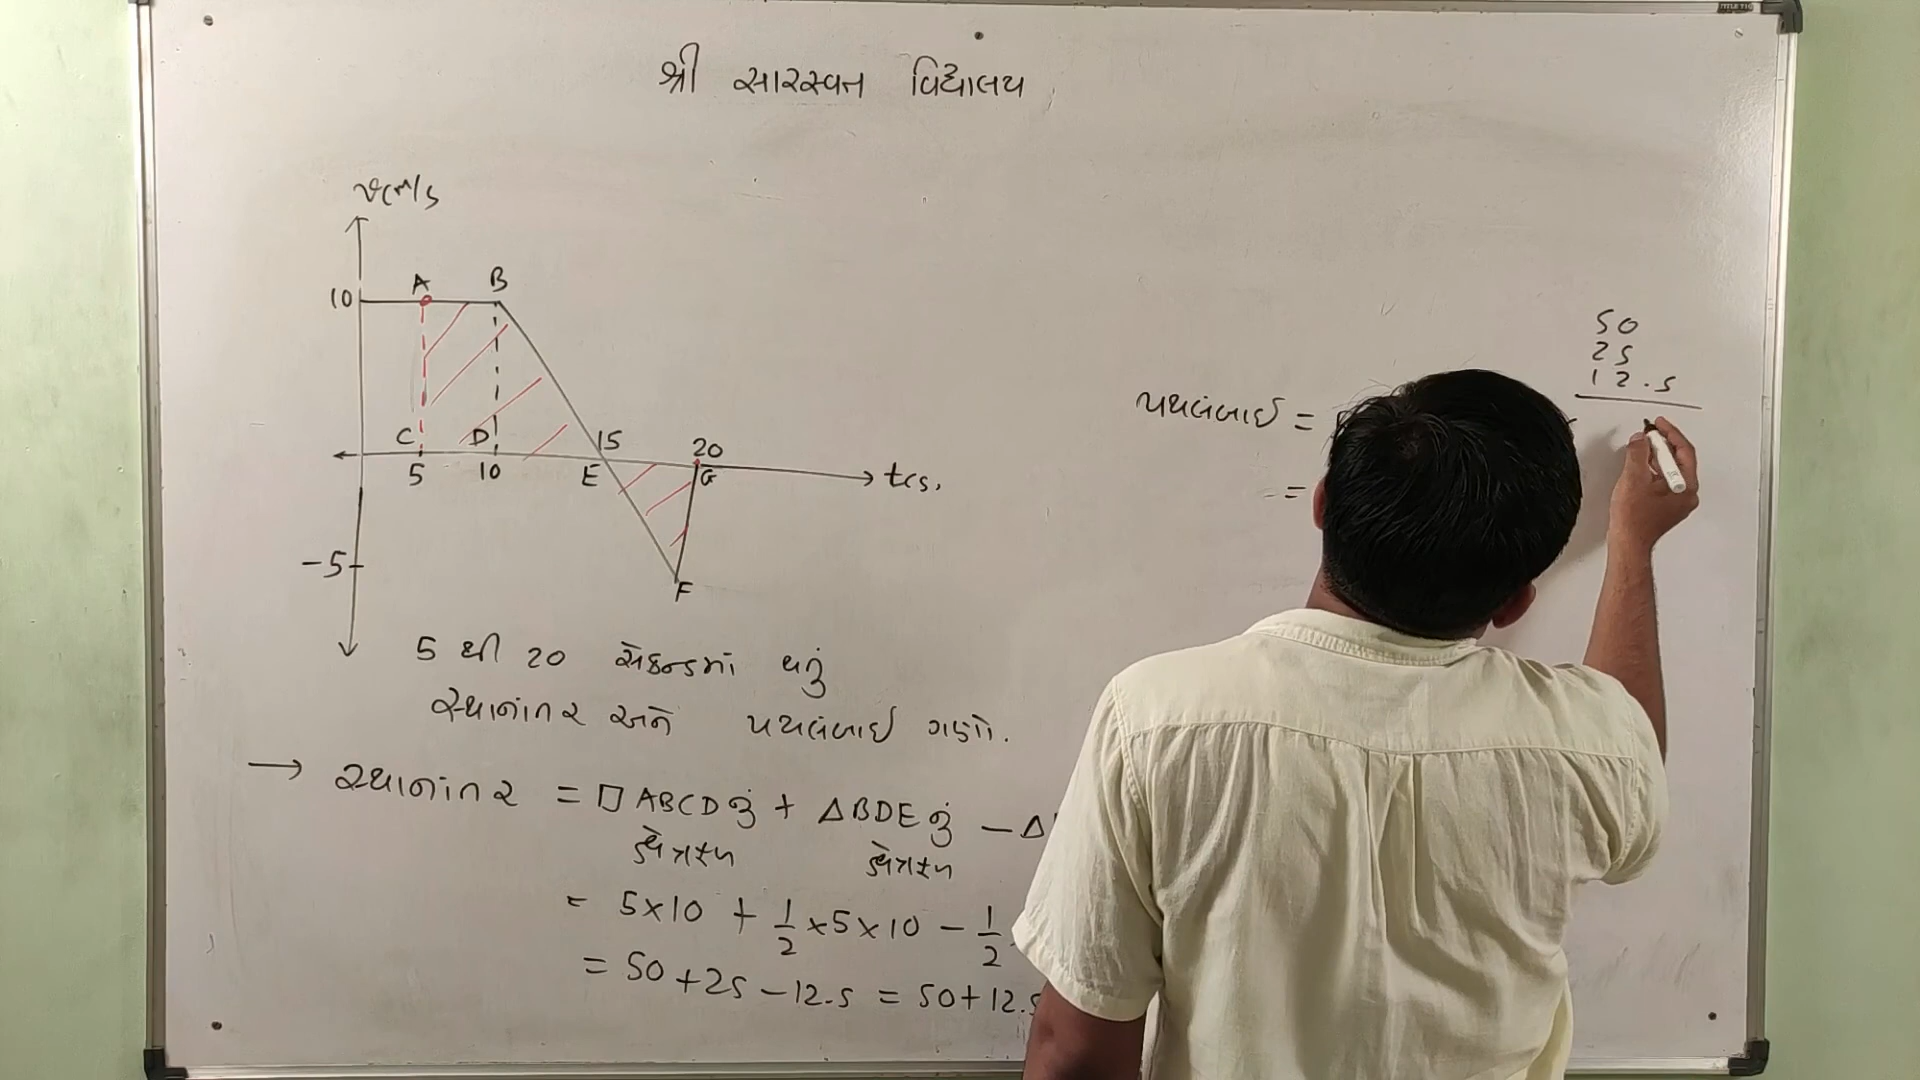 શ્રી સારસ્વત વિદ્યાલય
v(m/s
A B
10
C D 15 20
5 10 E G t(s,
-5
F
5 થી 20 સેકન્ડમાં થતું
સ્થાનાંતર અને પથલંબાઈ ગણો.
→ સ્થાનાંતર = □ ABCD નું + Δ BDE નું − Δ
ક્ષેત્રફળ ક્ષેત્રફળ
= 5×10 + 1/2 ×5×10 − 1/2
= 50+25−12.5 = 50+12.5
50
25
12.5
પથલંબાઈ =
=